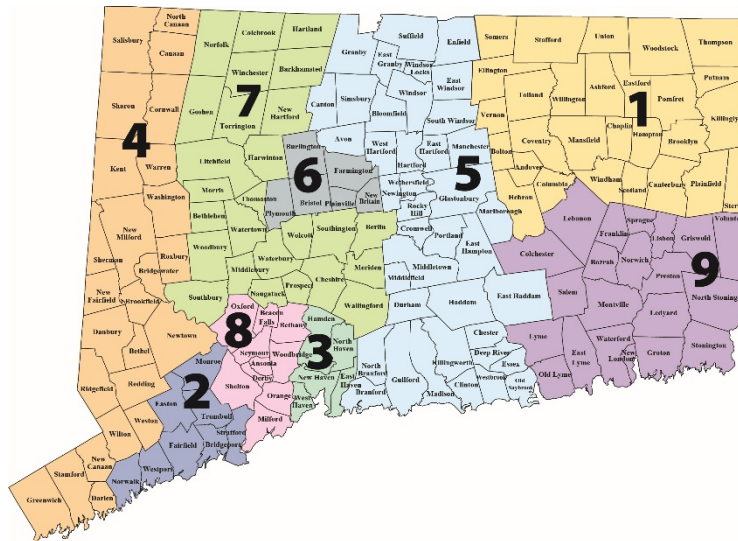 North
Canaan
Salisbury
Canaan
Norfolk
Colebrook
Hartland
Suffield
Enfield
Somers
Stafford
Union
Woodstock
Thompson
Granby
East
Granby
Windsor
Locks
Winchester
Barkhamsted
East
Windsor
Ellington
Putnam
Sharon
Cornwall
Goshen
7
Torrington
New
Hartford
Canton
Simsbury
Windsor
Bloomfield
South Windsor
Vernon
Tolland
Willington
Ashford
Eastford
1
Pomfret
Killingly
4
Avon
West
Hartford
Hartford
East
Hartford
Manchester
Bolton
Coventry
Mansfield
Chaplin
Hampton
Brooklyn
Kent
Warren
Litchfield
Harwinton
Burlington
6
Farmington
Wethersfield
Newington
5
Glastonbury
Andover
Columbia
Windham
Scotland
Canterbury
Plainfield
Ster
Washington
Morris
Thomaston
Plymouth
Bristol
Plainville
New
Britain
Rocky
Hill
Marlborough
Hebron
New
Milford
Bethlehem
Watertown
Wolcott
Southington
Berlin
Cromwell
Portland
East
Hampton
Lebanon
Franklin
Sprague
Lisbon
Griswold
Volunto
Sherman
Roxbury
Bridgewater
Woodbury
Waterbury
Middlebury
Meriden
Middletown
Middlefield
Colchester
Bozrah
Norwich
Preston
9
North Stoning
New
Fairfield
Brookfield
Southbury
Naugatuck
Prospect
Cheshire
Wallingford
Durham
Haddam
East Haddam
Salem
Montville
Ledyard
Danbury
Bethel
Newtown
Oxford
Beacon
Falls
Bethany
Hamden
North
Haven
8
Seymour
Ansonia
Woodbridge
3
Chester
Deep River
Essex
Lyme
East
Lyme
Waterford
New
London
Groton
Stonington
Ridgefield
Redding
Monroe
2
Shelton
Derby
Orange
New Haven
West
Haven
East
Haven
North
Branford
Branford
Guilford
Killingworth
Madison
Clinton
Westbrook
Old
Saybrook
Old Lyme
Easton
Trumbull
Milford
Weston
Wilton
Fairfield
Stratford
Bridgeport
New
Canaan
Westport
Norwalk
Stamford
Darien
Greenwich